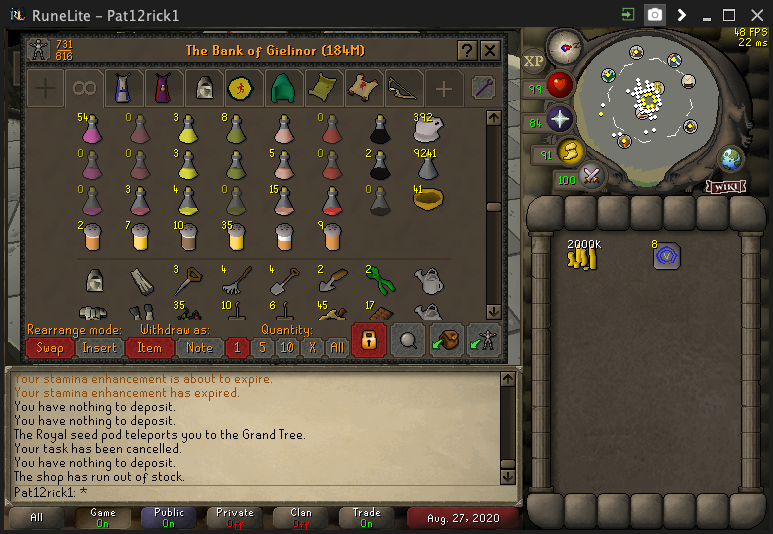 RuneLite - Pat12rick1
731
816
The Bank of Gielinor (184M)
?
48 FPS
22 ms
XP
99
84
91
100
WIKI
54 0 3 8 0 0 392
0 0 3 0 5 0 2 9241
0 3 4 0 15 0 41
2 7 10 35 9
3 4 4 2 2
35 10 6 45 17
2000K 8
Rearrange mode: Withdraw as: Quantity:
Swap Insert Item Note 1 5 10 X All
Your stamina enhancement is about to expire.
Your stamina enhancement has expired.
You have nothing to deposit.
You have nothing to deposit.
The Royal seed pod teleports you to the Grand Tree.
Your task has been cancelled.
You have nothing to deposit.
The shop has run out of stock.
Pat12rick1: *
All Game Public Private Clan Trade Aug. 27, 2020
On On Off Off On